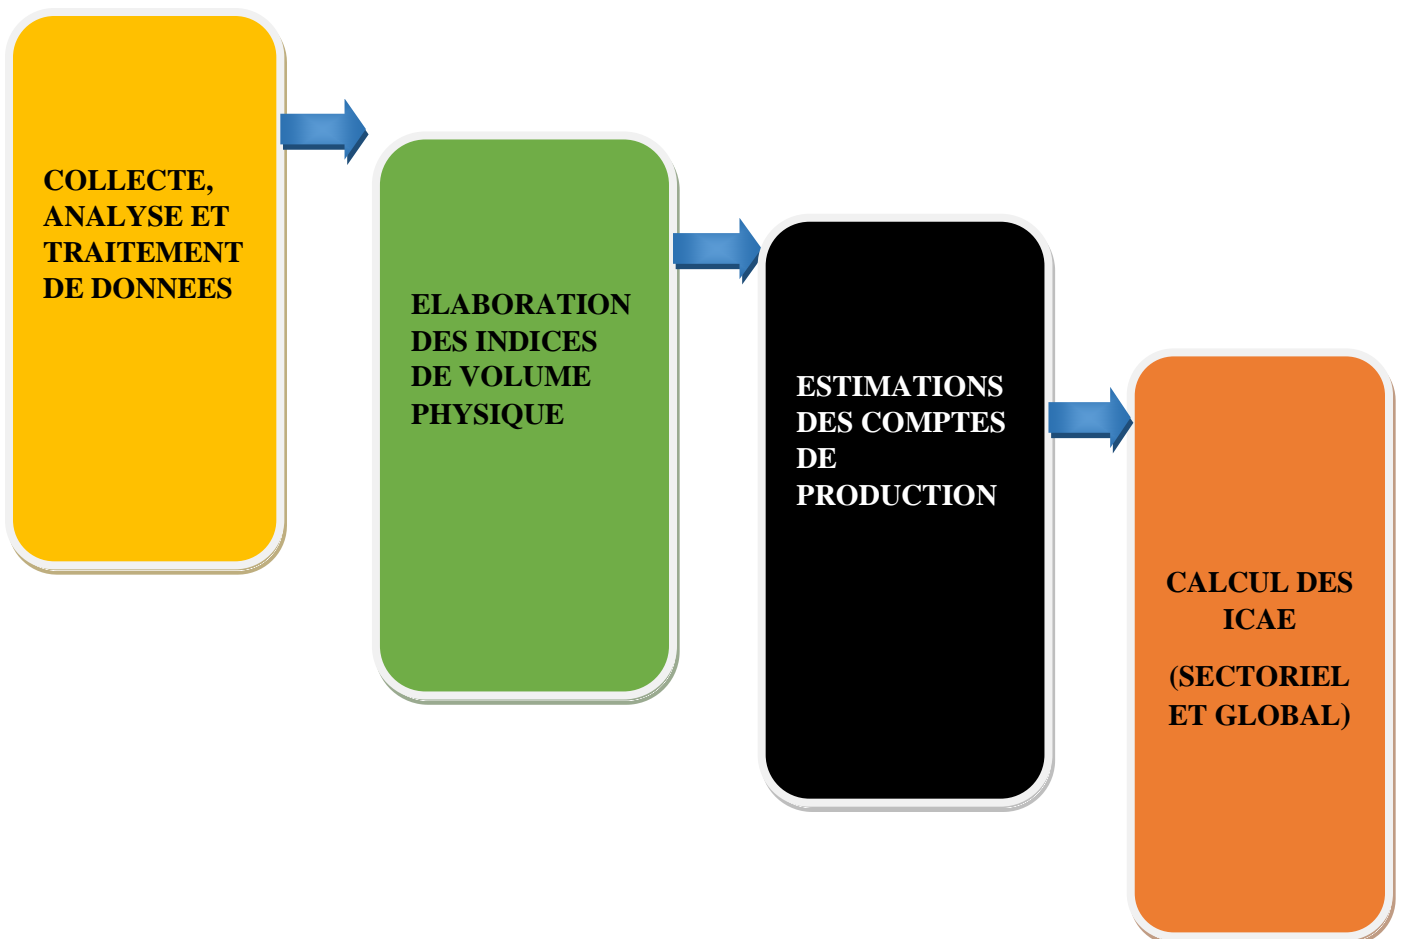 COLLECTE,
ANALYSE ET
TRAITEMENT
DE DONNEES
ELABORATION
DES INDICES
DE VOLUME
PHYSIQUE
ESTIMATIONS
DES COMPTES
DE
PRODUCTION
CALCUL DES
ICAE
(SECTORIEL
ET GLOBAL)